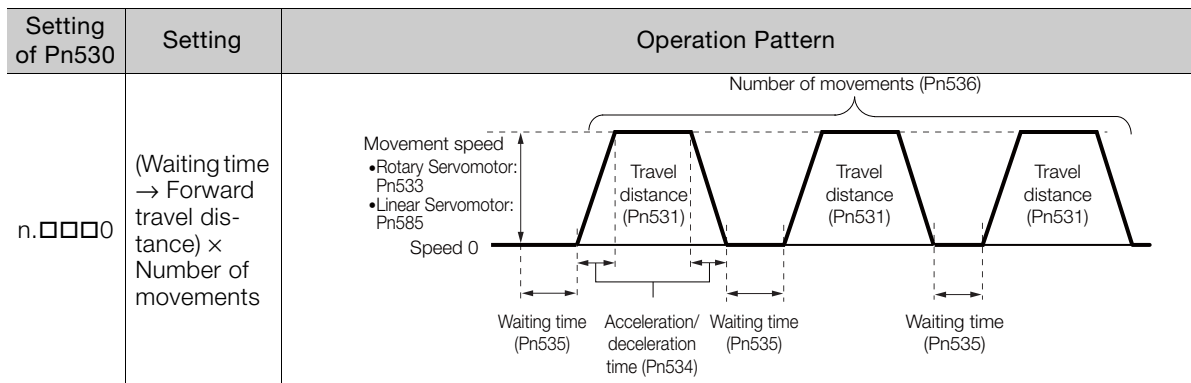 Setting
of Pn530
Setting
Operation Pattern
n.□□□0
(Waiting time
→ Forward
travel dis-
tance) ×
Number of
movements
Number of movements (Pn536)
Movement speed
•Rotary Servomotor:
Pn533
•Linear Servomotor:
Pn585
Speed 0
Travel
distance
(Pn531)
Travel
distance
(Pn531)
Travel
distance
(Pn531)
Waiting time
(Pn535)
Acceleration/
deceleration
time (Pn534)
Waiting time
(Pn535)
Waiting time
(Pn535)